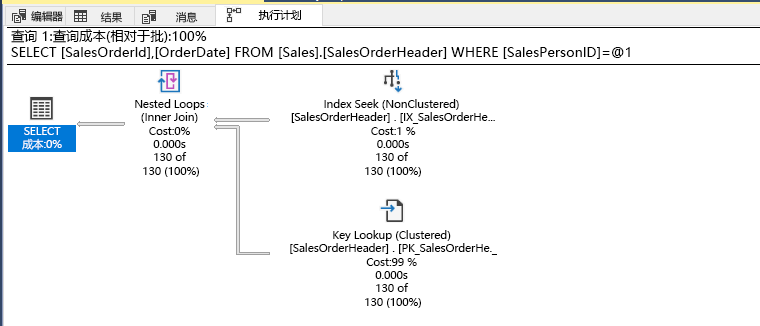 编辑器 结果 消息 执行计划
查询 1:查询成本(相对于批):100%
SELECT [SalesOrderId],[OrderDate] FROM [Sales].[SalesOrderHeader] WHERE [SalesPersonID]=@1
SELECT
成本:0%
Nested Loops
(Inner Join)
Cost:0%
0.000s
130 of
130 (100%)
Index Seek (NonClustered)
[SalesOrderHeader] . [IX_SalesOrderHe...
Cost:1 %
0.000s
130 of
130 (100%)
Key Lookup (Clustered)
[SalesOrderHeader] . [PK_SalesOrderHe._
Cost:99 %
0.000s
130 of
130 (100%)